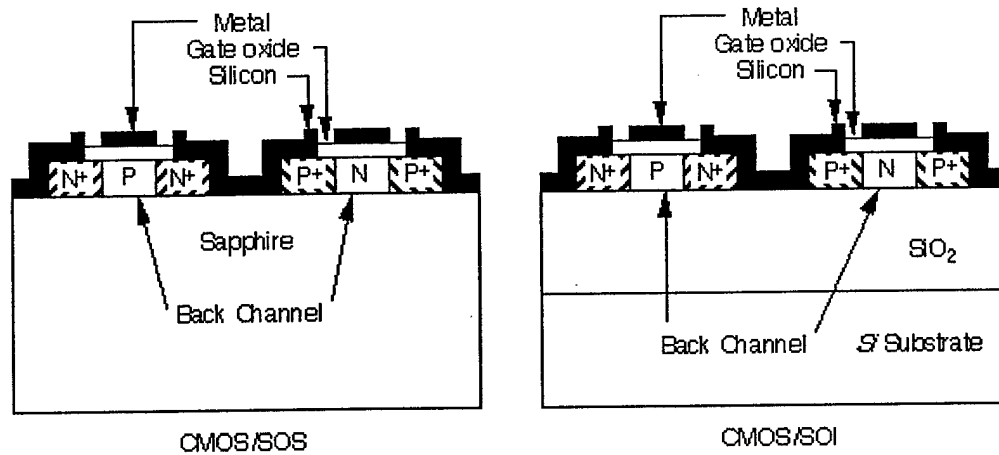 Metal
Gate oxide
Silicon
N+ P N+
P+ N P+
Sapphire
Back Channel
CMOS/SOS
Metal
Gate oxide
Silicon
N+ P N+
P+ N P+
SiO2
Back Channel
Si Substrate
CMOS/SOI